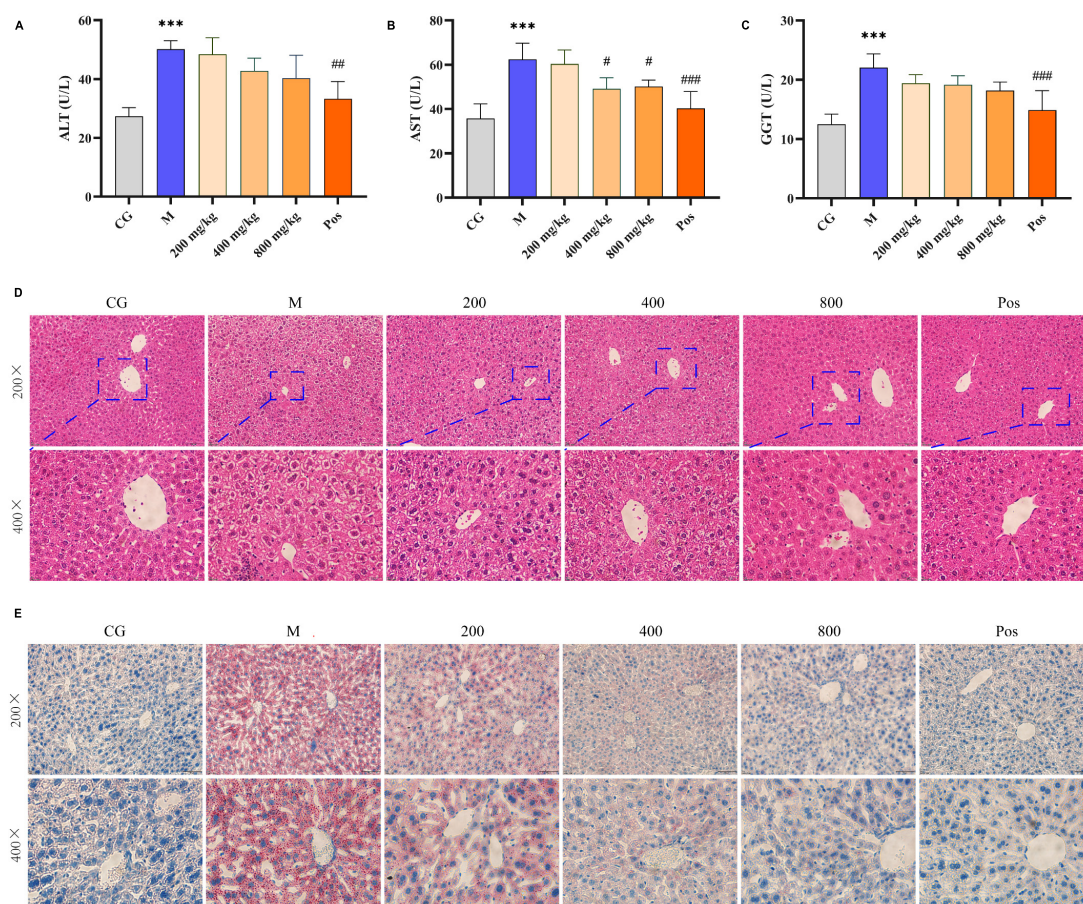 A
ALT (U/L)
60
40
20
0
***
##
CG
M
200 mg/kg
400 mg/kg
800 mg/kg
Pos
B
AST (U/L)
80
60
40
20
0
***
#
#
###
CG
M
200 mg/kg
400 mg/kg
800 mg/kg
Pos
C
GGT (U/L)
30
20
10
0
***
###
CG
M
200 mg/kg
400 mg/kg
800 mg/kg
Pos
D
CG M 200 400 800 Pos
200×
400×
E
CG M 200 400 800 Pos
200×
400×